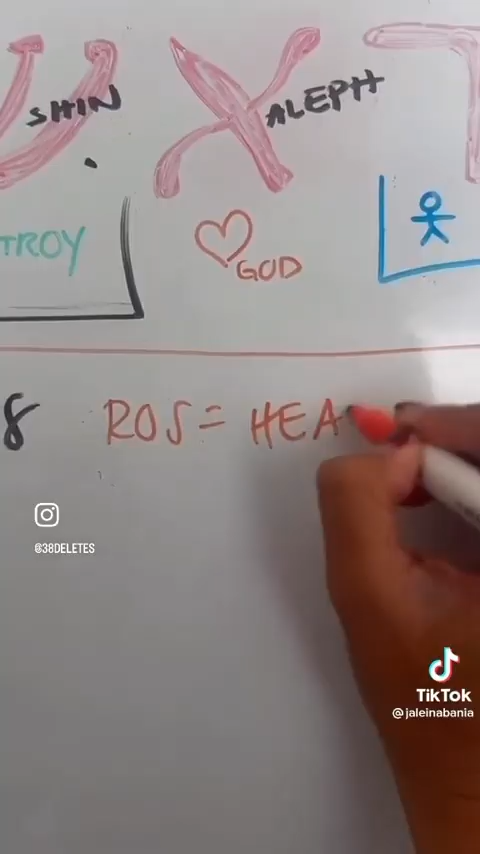 SHIN
ALEPH
TROY
GOD
8 ROS = HEA
@38DELETES
TikTok
@jaleinabania